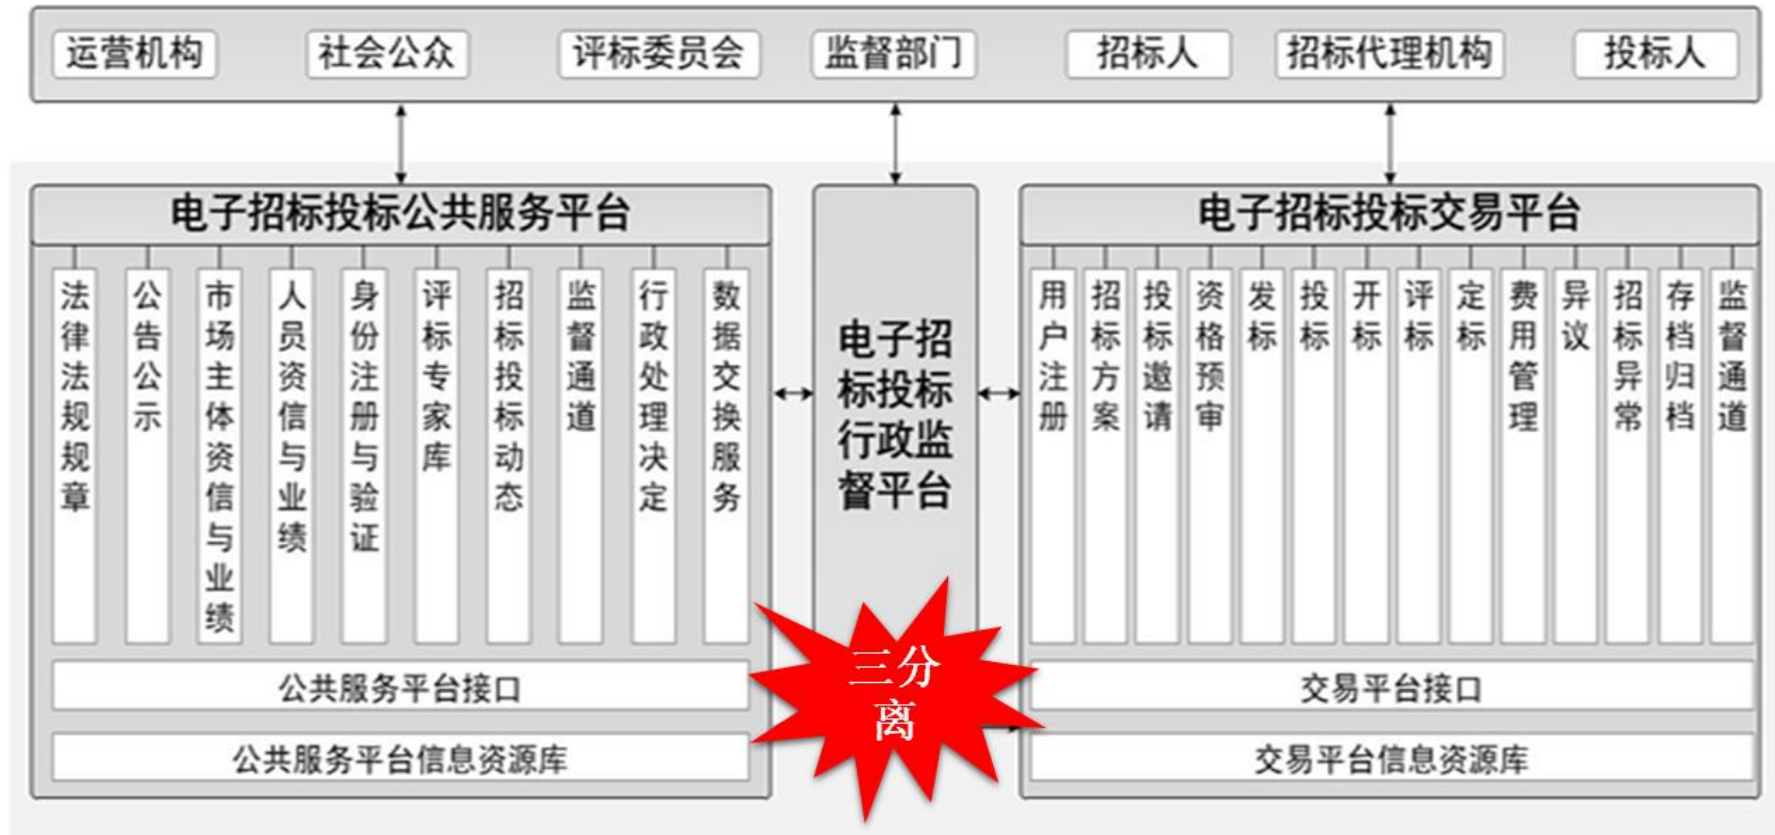 运营机构
社会公众
评标委员会
监督部门
招标人
招标代理机构
投标人
电子招标投标公共服务平台
法律法规规章
公告公示
市场主体资信与业绩
人员资信与业绩
身份注册与验证
评标专家库
招标投标动态
监督通道
行政处理决定
数据交换服务
公共服务平台接口
公共服务平台信息资源库
电子招
标投标
行政监
督平台
三分
离
电子招标投标交易平台
用户注册
招标方案
投标邀请
资格预审
发标
投标
开标
评标
定标
费用管理
异议
招标异常
存档归档
监督通道
交易平台接口
交易平台信息资源库